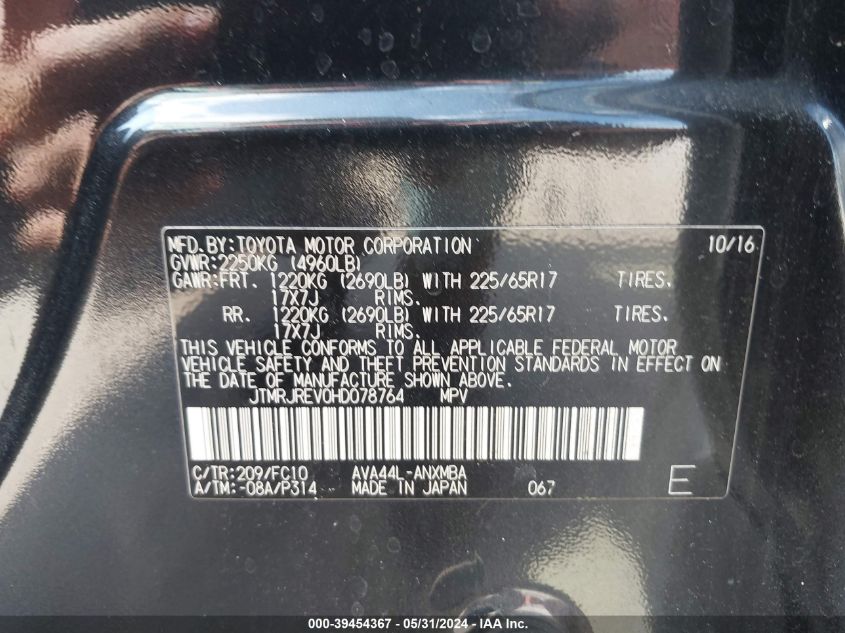 MFD. BY: TOYOTA MOTOR CORPORATION 10/16
GVWR: 2250KG (4960LB)
GAWR: FRT. 1220KG (2690LB) WITH 225/65R17 TIRES.
17X7J RIMS.
RR. 1220KG (2690LB) WITH 225/65R17 TIRES.
17X7J RIMS.
THIS VEHICLE CONFORMS TO ALL APPLICABLE FEDERAL MOTOR
VEHICLE SAFETY AND THEFT PREVENTION STANDARDS IN EFFECT ON
THE DATE OF MANUFACTURE SHOWN ABOVE.
JTMRJREV0HD078764 MPV
C/TR: 209/FC10 AVA44L-ANXMBA
A/TM: -08A/P314 MADE IN JAPAN 067 E
000-39454367 / 05/31/2024 / IAA Inc.